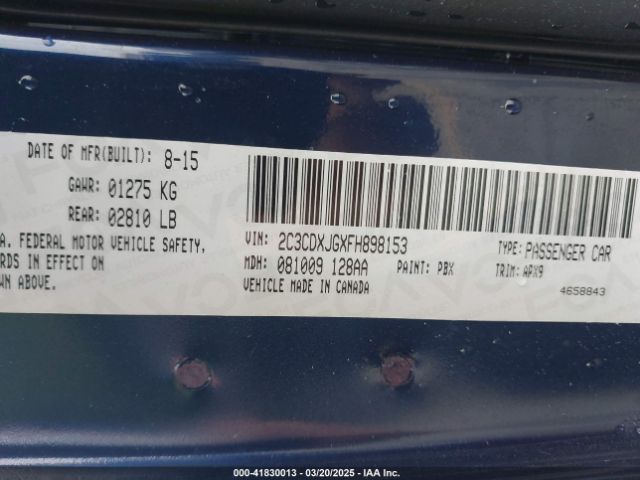 DATE OF MFR(BUILT): 8-15
GAWR: 01275 KG
REAR: 02810 LB
A. FEDERAL MOTOR VEHICLE SAFETY,
RDS IN EFFECT ON
WN ABOVE.
VIN: 2C3CDXJGXFH898153
TYPE: PASSENGER CAR
MDH: 081009 128AA
PAINT: PBX
TRIM: APX9
VEHICLE MADE IN CANADA
4658843
000-41830013 — 03/20/2025 — IAA Inc.